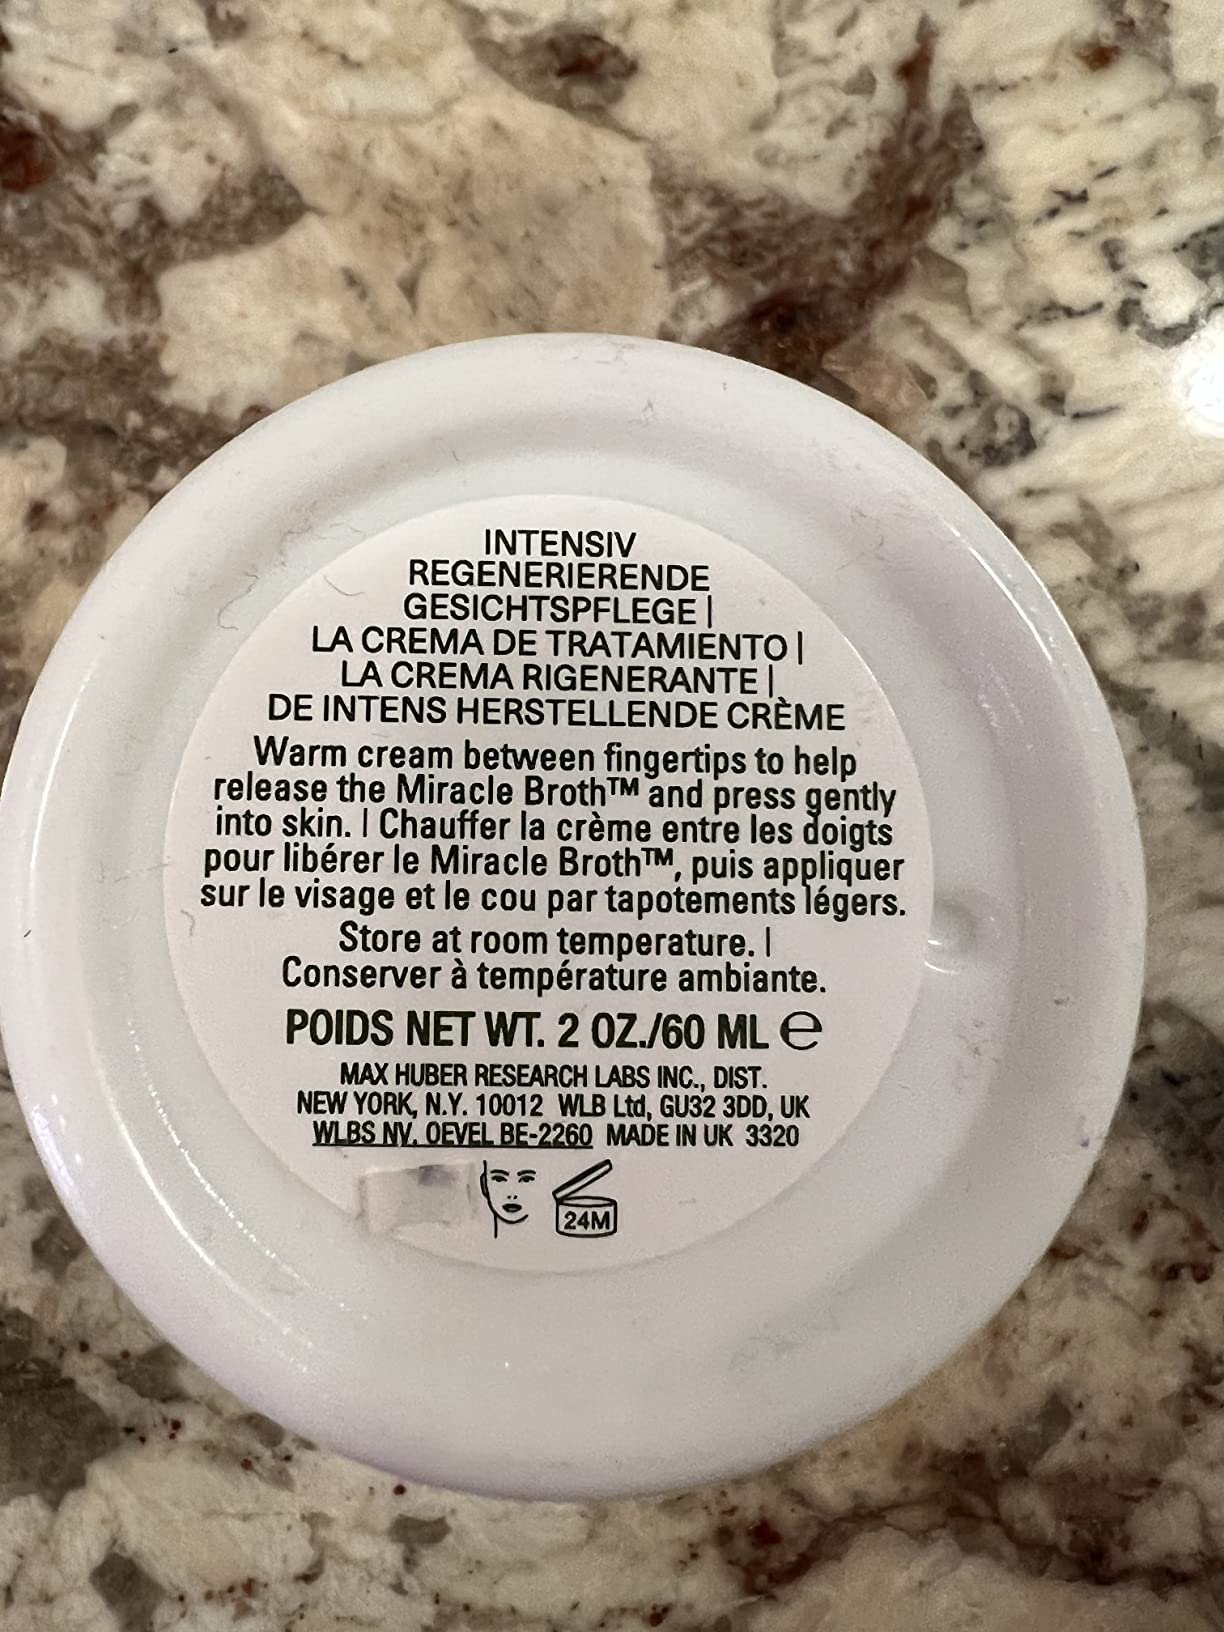 INTENSIV
REGENERIERENDE
GESICHTSPFLEGE |
LA CREMA DE TRATAMIENTO |
LA CREMA RIGENERANTE |
DE INTENS HERSTELLENDE CRÈME
Warm cream between fingertips to help
release the Miracle Broth™ and press gently
into skin. | Chauffer la crème entre les doigts
pour libérer le Miracle Broth™, puis appliquer
sur le visage et le cou par tapotements légers.
Store at room temperature. |
Conserver à température ambiante.
POIDS NET WT. 2 OZ./60 ML ℮
MAX HUBER RESEARCH LABS INC., DIST.
NEW YORK, N.Y. 10012 WLB Ltd, GU32 3DD, UK
WLBS NV. OEVEL BE-2260 MADE IN UK 3320
24M